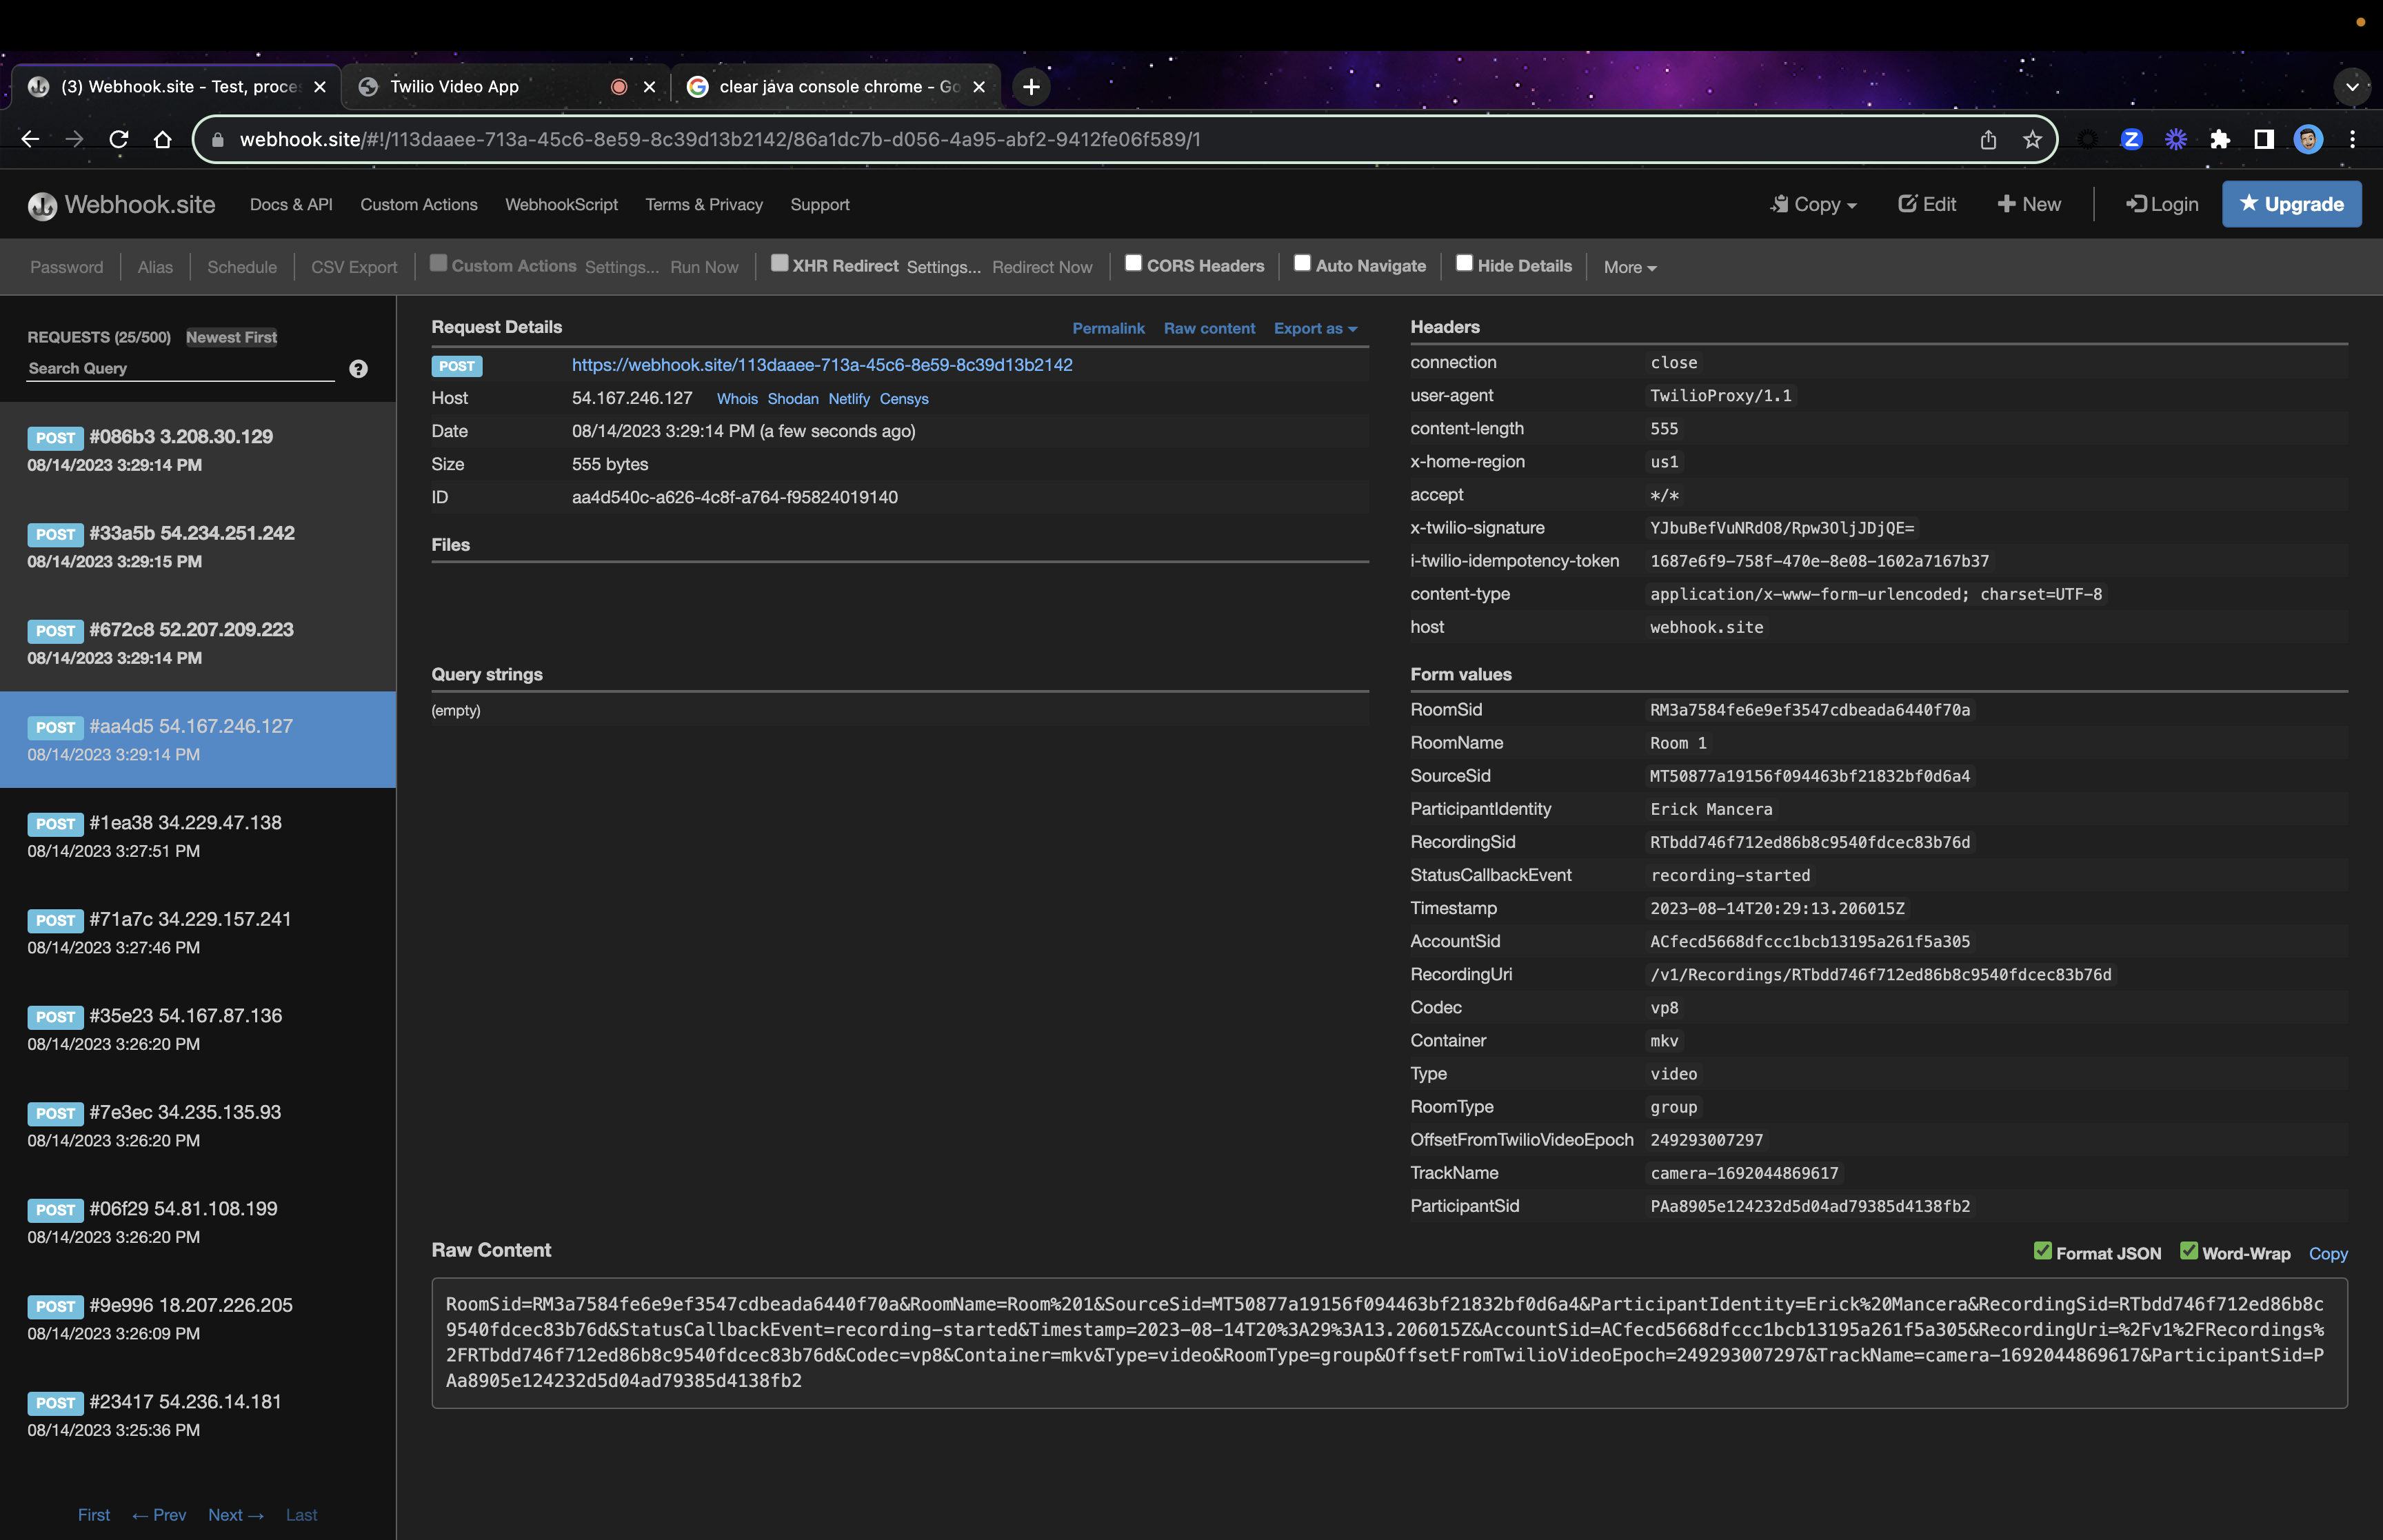 (3) Webhook.site - Test, proces
Twilio Video App
clear java console chrome - Go
webhook.site/#!/113daaee-713a-45c6-8e59-8c39d13b2142/86a1dc7b-d056-4a95-abf2-9412fe06f589/1
Webhook.site Docs & API Custom Actions WebhookScript Terms & Privacy Support Copy Edit New Login Upgrade
Password Alias Schedule CSV Export Custom Actions Settings... Run Now XHR Redirect Settings... Redirect Now CORS Headers Auto Navigate Hide Details More
REQUESTS (25/500) Newest First
Search Query
POST #086b3 3.208.30.129
08/14/2023 3:29:14 PM
POST #33a5b 54.234.251.242
08/14/2023 3:29:15 PM
POST #672c8 52.207.209.223
08/14/2023 3:29:14 PM
POST #aa4d5 54.167.246.127
08/14/2023 3:29:14 PM
POST #1ea38 34.229.47.138
08/14/2023 3:27:51 PM
POST #71a7c 34.229.157.241
08/14/2023 3:27:46 PM
POST #35e23 54.167.87.136
08/14/2023 3:26:20 PM
POST #7e3ec 34.235.135.93
08/14/2023 3:26:20 PM
POST #06f29 54.81.108.199
08/14/2023 3:26:20 PM
POST #9e996 18.207.226.205
08/14/2023 3:26:09 PM
POST #23417 54.236.14.181
08/14/2023 3:25:36 PM
First ← Prev Next → Last
Request Details Permalink Raw content Export as
POST https://webhook.site/113daaee-713a-45c6-8e59-8c39d13b2142
Host 54.167.246.127 Whois Shodan Netlify Censys
Date 08/14/2023 3:29:14 PM (a few seconds ago)
Size 555 bytes
ID aa4d540c-a626-4c8f-a764-f95824019140
Files
Query strings
(empty)
Headers
connection close
user-agent TwilioProxy/1.1
content-length 555
x-home-region us1
accept */*
x-twilio-signature YJbuBefVuNRdO8/Rpw3OljJDjQE=
i-twilio-idempotency-token 1687e6f9-758f-470e-8e08-1602a7167b37
content-type application/x-www-form-urlencoded; charset=UTF-8
host webhook.site
Form values
RoomSid RM3a7584fe6e9ef3547cdbeada6440f70a
RoomName Room 1
SourceSid MT50877a19156f094463bf21832bf0d6a4
ParticipantIdentity Erick Mancera
RecordingSid RTbdd746f712ed86b8c9540fdcec83b76d
StatusCallbackEvent recording-started
Timestamp 2023-08-14T20:29:13.206015Z
AccountSid ACfecd5668dfccc1bcb13195a261f5a305
RecordingUri /v1/Recordings/RTbdd746f712ed86b8c9540fdcec83b76d
Codec vp8
Container mkv
Type video
RoomType group
OffsetFromTwilioVideoEpoch 249293007297
TrackName camera-1692044869617
ParticipantSid PAa8905e124232d5d04ad79385d4138fb2
Raw Content Format JSON Word-Wrap Copy
RoomSid=RM3a7584fe6e9ef3547cdbeada6440f70a&RoomName=Room%201&SourceSid=MT50877a19156f094463bf21832bf0d6a4&ParticipantIdentity=Erick%20Mancera&RecordingSid=RTbdd746f712ed86b8c
9540fdcec83b76d&StatusCallbackEvent=recording-started&Timestamp=2023-08-14T20%3A29%3A13.206015Z&AccountSid=ACfecd5668dfccc1bcb13195a261f5a305&RecordingUri=%2Fv1%2FRecordings%
2FRTbdd746f712ed86b8c9540fdcec83b76d&Codec=vp8&Container=mkv&Type=video&RoomType=group&OffsetFromTwilioVideoEpoch=249293007297&TrackName=camera-1692044869617&ParticipantSid=P
Aa8905e124232d5d04ad79385d4138fb2